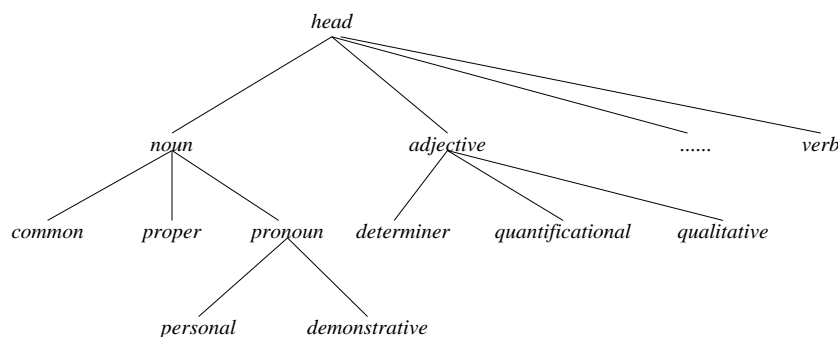 head
noun adjective ...... verb
common proper pronoun determiner quantificational qualitative
personal demonstrative